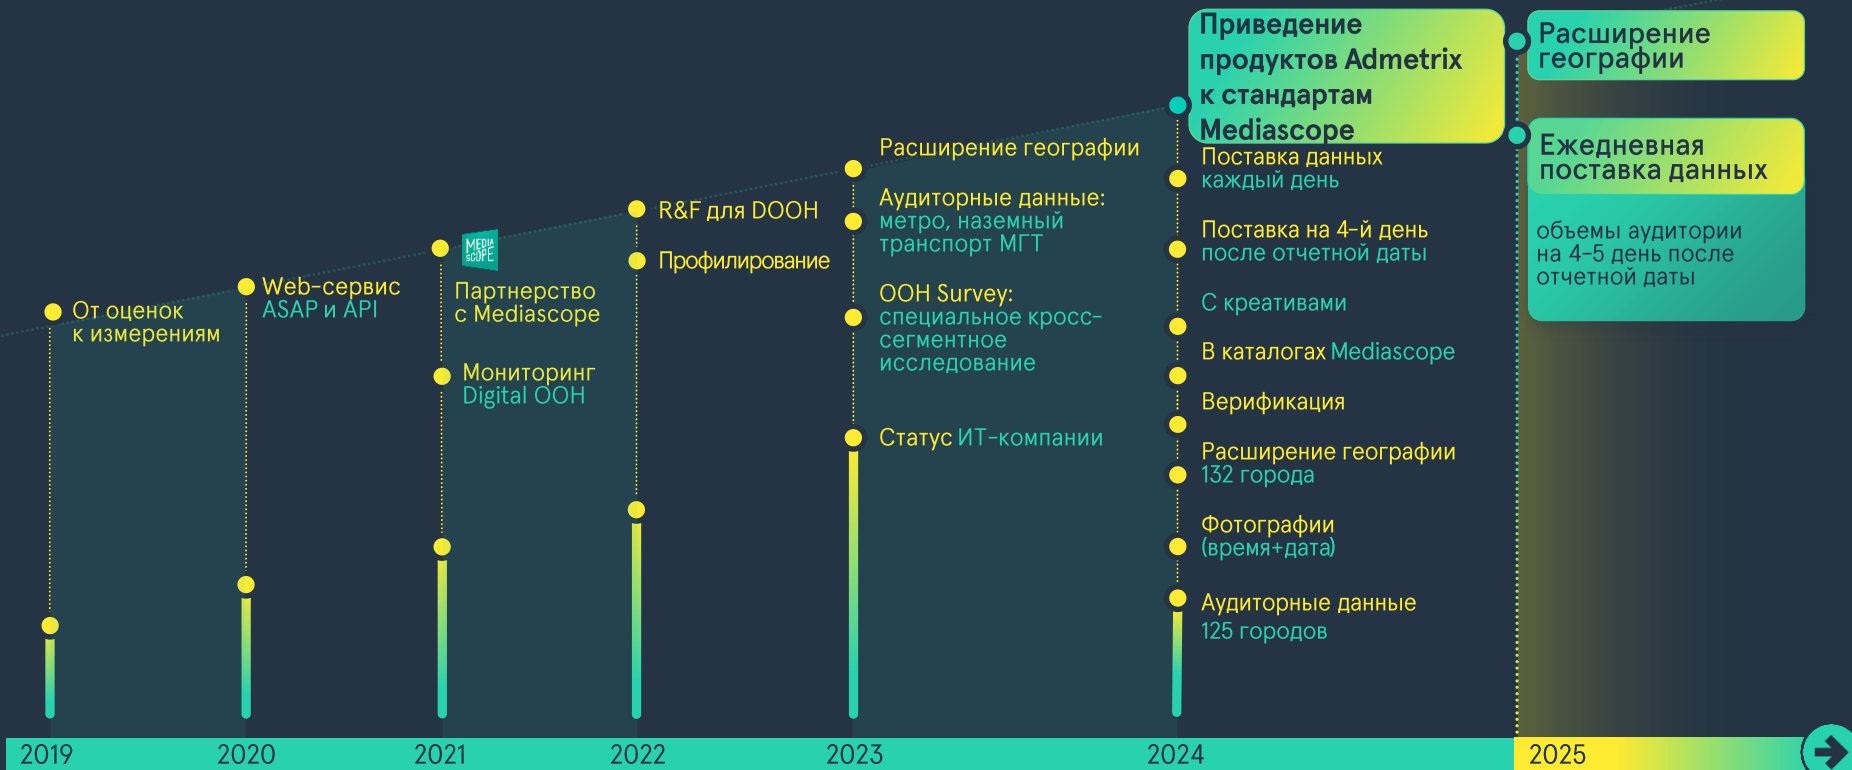 От оценок
к измерениям
Web-сервис
ASAP и API
MEDIA
SCOPE
Партнерство
с Mediascope
Мониторинг
Digital OOH
R&F для DOOH
Профилирование
Расширение географии
Аудиторные данные:
метро, наземный
транспорт МГТ
OOH Survey:
специальное кросс-
сегментное
исследование
Статус ИТ-компании
Приведение
продуктов Admetrix
к стандартам
Mediascope
Поставка данных
каждый день
Поставка на 4-й день
после отчетной даты
С креативами
В каталогах Mediascope
Верификация
Расширение географии
132 города
Фотографии
(время+дата)
Аудиторные данные
125 городов
Расширение
географии
Ежедневная
поставка данных
объемы аудитории
на 4-5 день после
отчетной даты
2019
2020
2021
2022
2023
2024
2025